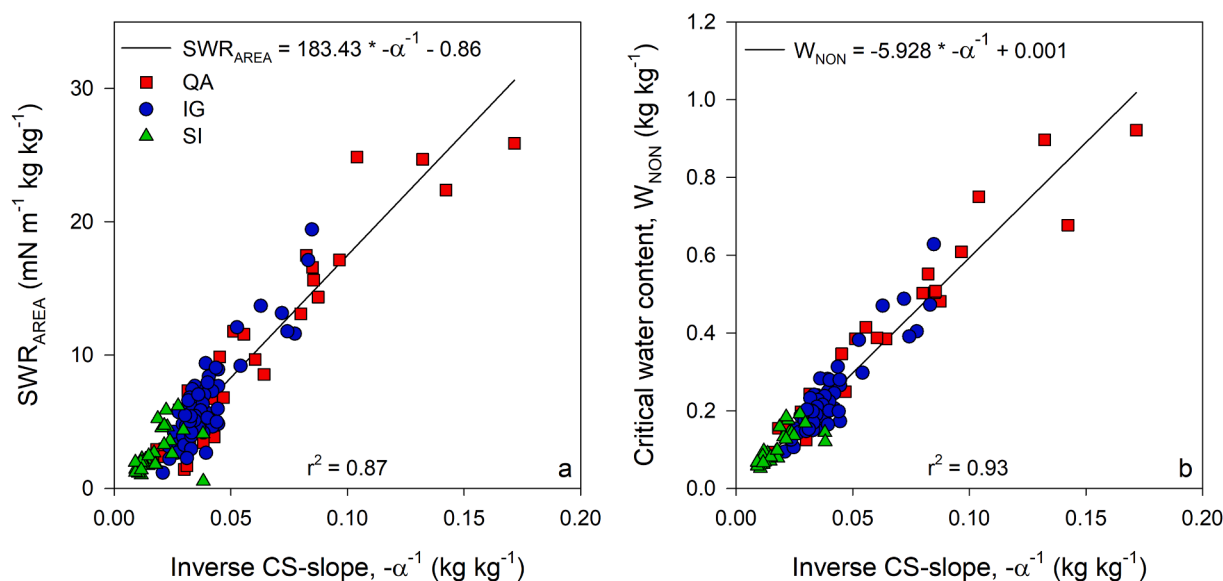 SWR_AREA = 183.43 * -α⁻¹ - 0.86
QA
IG
SI
30
20
10
0
SWR_AREA (mN m⁻¹ kg kg⁻¹)
r² = 0.87
a
0.00 0.05 0.10 0.15 0.20
Inverse CS-slope, -α⁻¹ (kg kg⁻¹)
W_NON = -5.928 * -α⁻¹ + 0.001
1.2
1.0
0.8
0.6
0.4
0.2
0.0
Critical water content, W_NON (kg kg⁻¹)
r² = 0.93
b
0.00 0.05 0.10 0.15 0.20
Inverse CS-slope, -α⁻¹ (kg kg⁻¹)